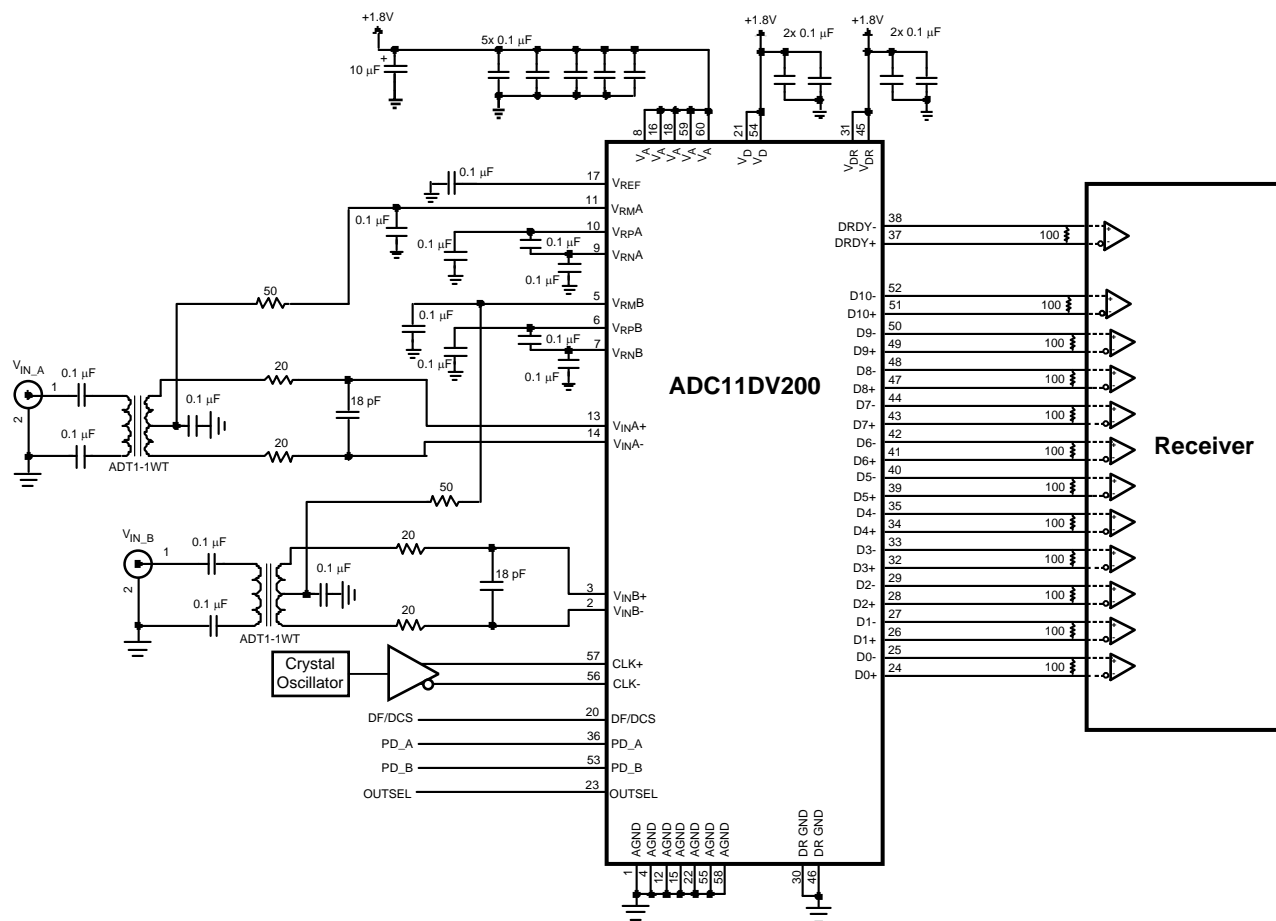 +1.8V
+1.8V
+1.8V
5x 0.1 μF
2x 0.1 μF
2x 0.1 μF
+
10 μF
8
16
18
59
60
21
54
31
45
VA
VA
VA
VA
VA
VD
VD
VDR
VDR
0.1 μF
17
VREF
11
VRMA
0.1 μF
10
VRPA
0.1 μF
0.1 μF
9
VRNA
0.1 μF
50
5
VRMB
0.1 μF
6
VRPB
0.1 μF
0.1 μF
7
VRNB
0.1 μF
VIN_A
0.1 μF
1
2
20
0.1 μF
18 pF
0.1 μF
20
ADT1-1WT
13
VINA+
14
VINA-
50
VIN_B
0.1 μF
1
2
20
0.1 μF
18 pF
0.1 μF
20
ADT1-1WT
3
VINB+
2
VINB-
Crystal
Oscillator
57
CLK+
56
CLK-
DF/DCS
20
DF/DCS
PD_A
36
PD_A
PD_B
53
PD_B
OUTSEL
23
OUTSEL
ADC11DV200
AGND
AGND
AGND
AGND
AGND
AGND
AGND
1
4
12
15
22
55
58
DR GND
DR GND
30
46
DRDY-
38
DRDY+
37
100
+
-
D10-
52
D10+
51
100
+
-
D9-
50
D9+
49
100
+
-
D8-
48
D8+
47
100
+
-
D7-
44
D7+
43
100
+
-
D6-
42
D6+
41
100
+
-
D5-
40
D5+
39
100
+
-
D4-
35
D4+
34
100
+
-
D3-
33
D3+
32
100
+
-
D2-
29
D2+
28
100
+
-
D1-
27
D1+
26
100
+
-
D0-
25
D0+
24
100
+
-
Receiver